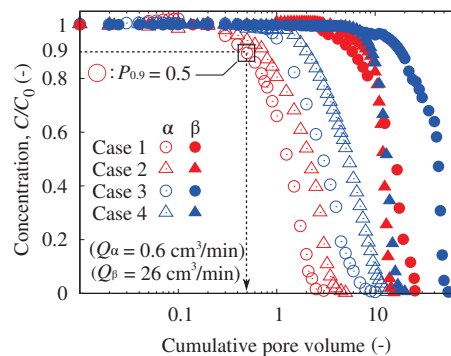 Concentration, C/C0 (-)
1.0
0.9
0.8
0.6
0.4
0.2
0
: P0.9 = 0.5
α β
Case 1
Case 2
Case 3
Case 4
(Qα = 0.6 cm³/min)
(Qβ = 26 cm³/min)
0.1 1 10
Cumulative pore volume (-)